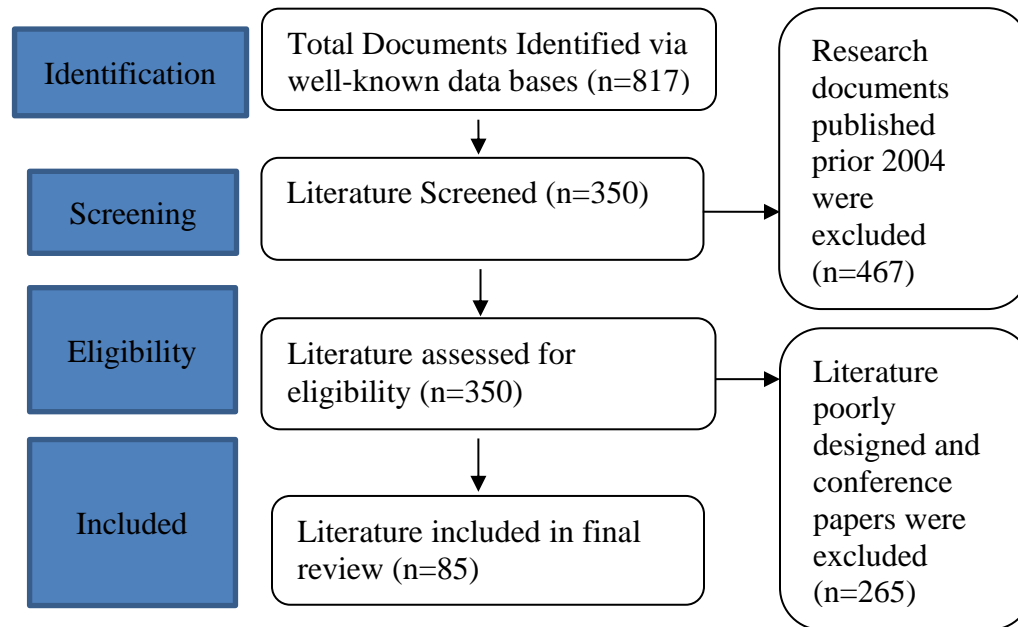 Identification
Total Documents Identified via
well-known data bases (n=817)
Research
documents
published
prior 2004
were
excluded
(n=467)
Screening
Literature Screened (n=350)
Eligibility
Literature assessed for
eligibility (n=350)
Literature
poorly
designed and
conference
papers were
excluded
(n=265)
Included
Literature included in final
review (n=85)